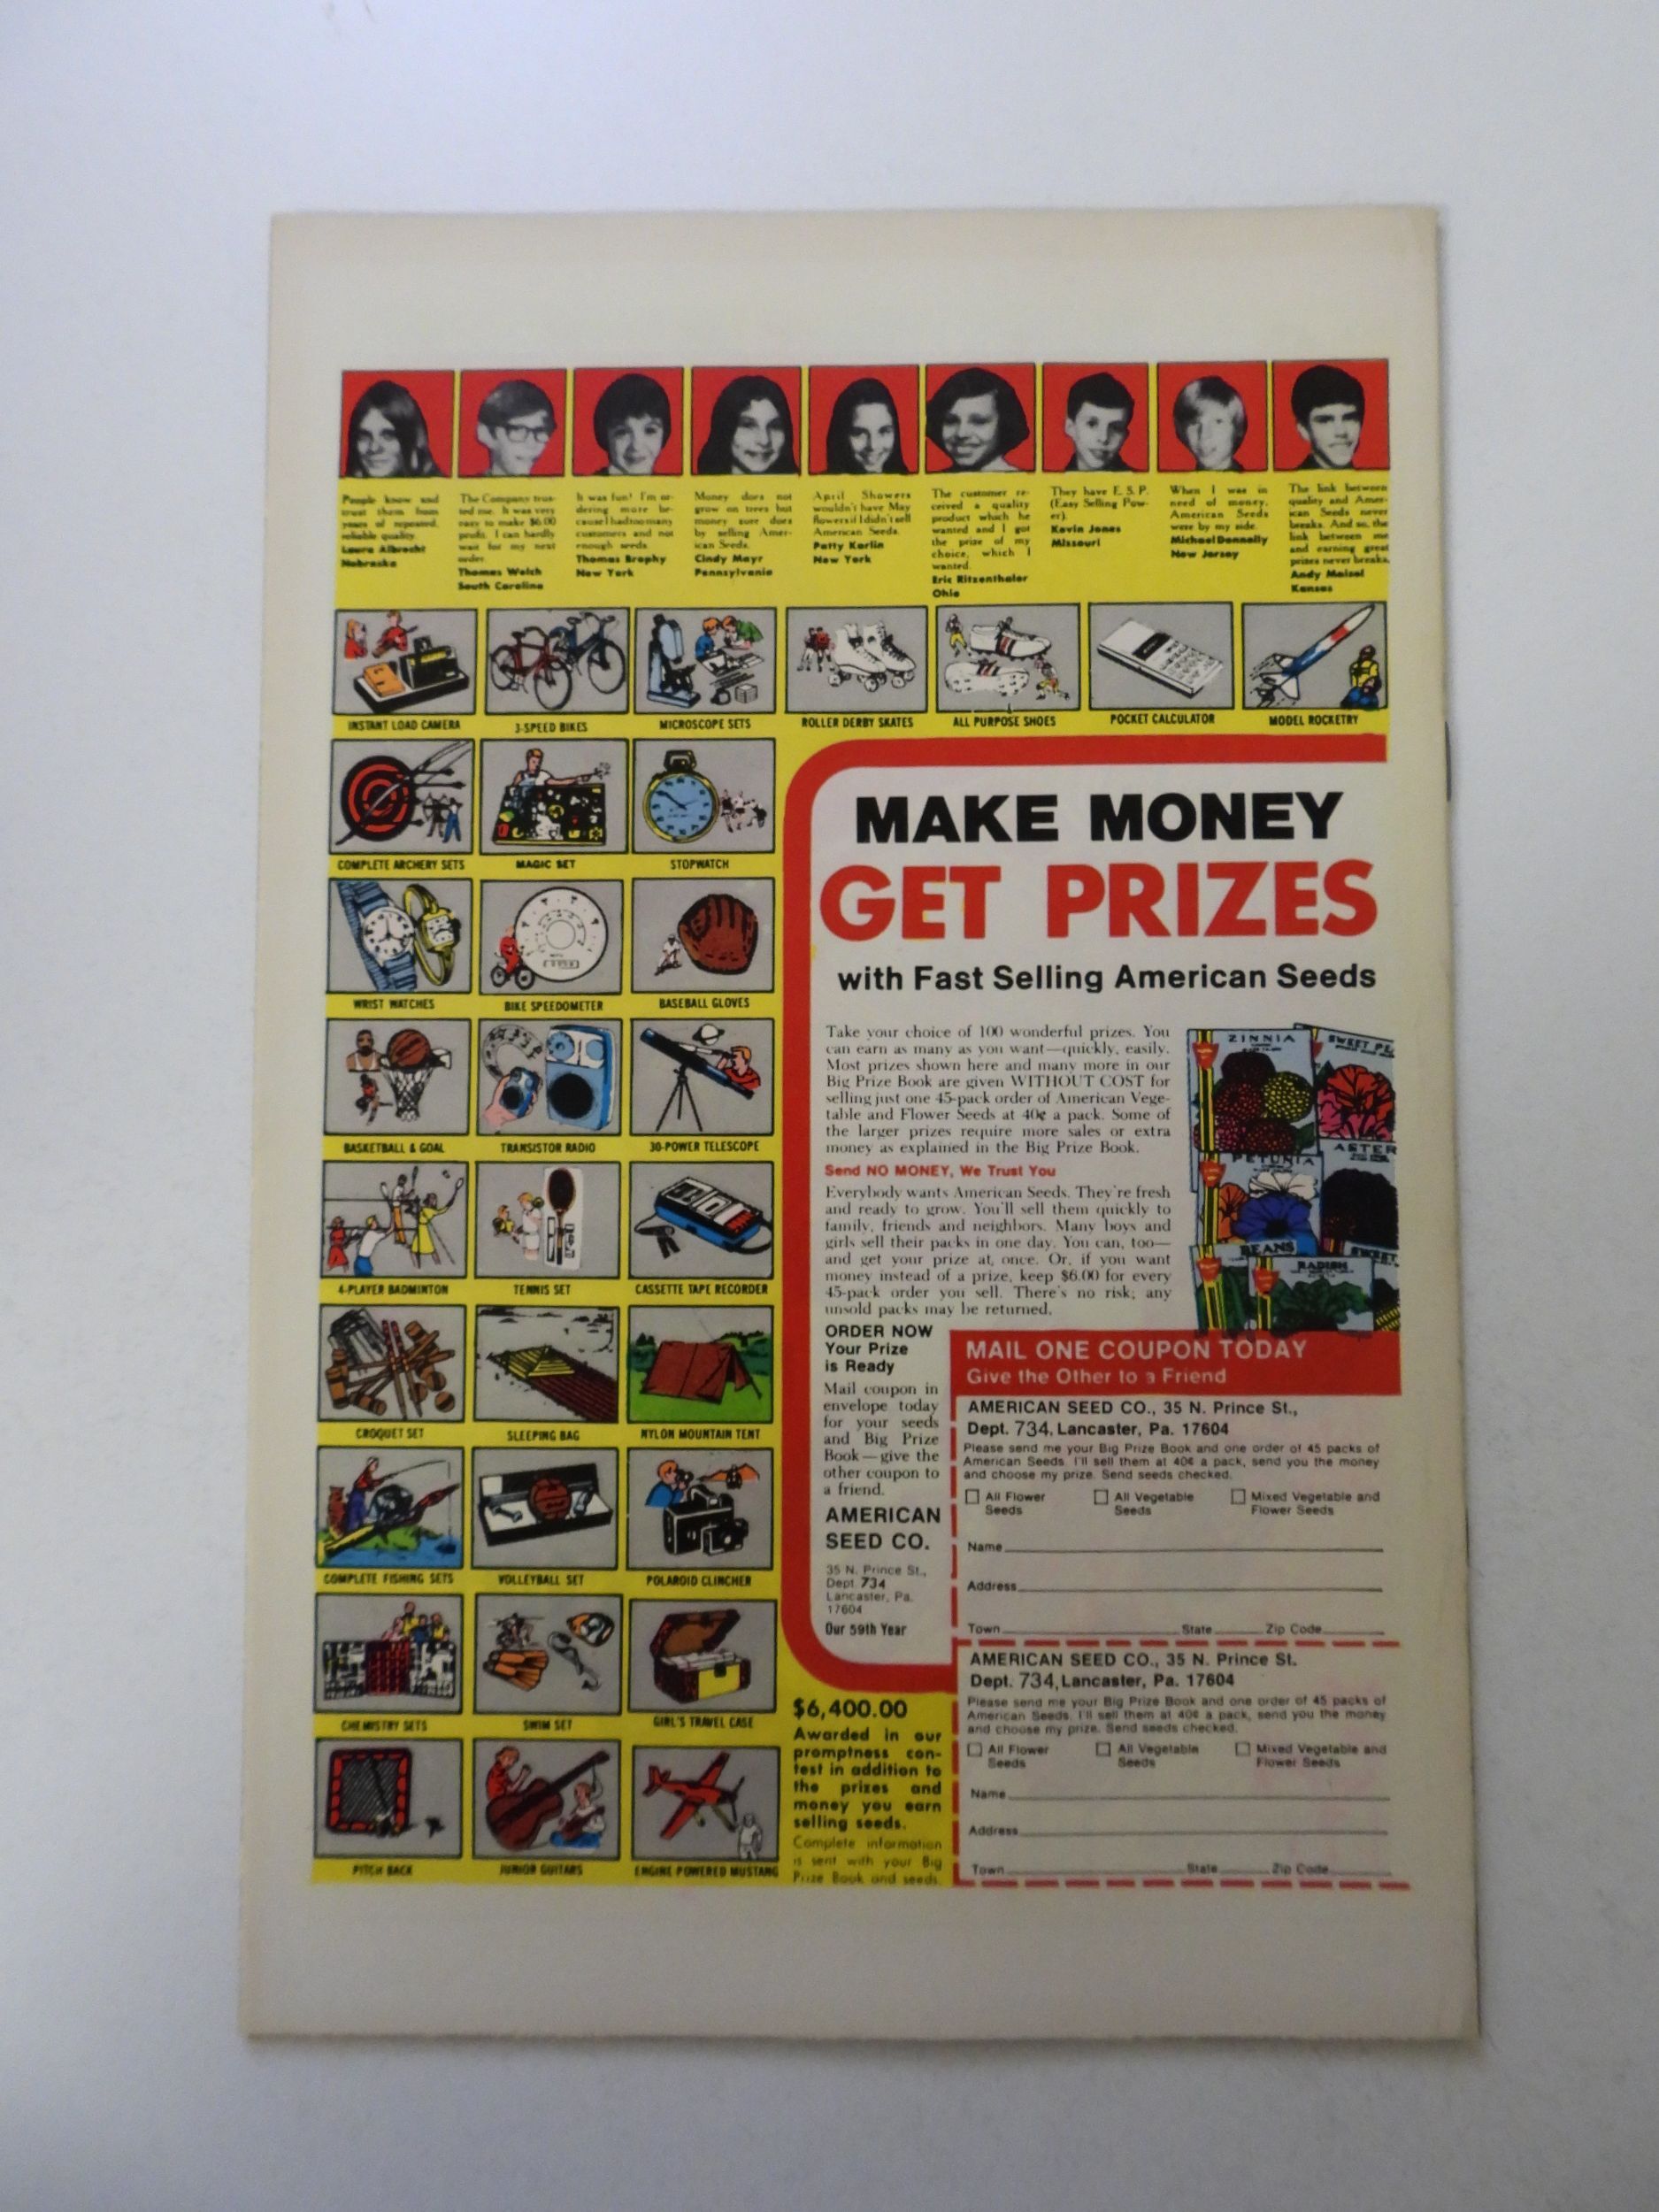 People know and
trust them from
years of repeated,
reliable quality.
Laura Albrecht
Nebraska
The Company trus-
ted me. It was very
easy to make $6.00
profit. I can hardly
wait for my next
order.
Thomas Welch
South Carolina
It was fun! I'm or-
dering more be-
cause I had too many
customers and not
enough seeds.
Thomas Brophy
New York
Money does not
grow on trees but
money sure does
by selling Amer-
ican Seeds.
Cindy Mayr
Pennsylvania
April Showers
wouldn't have May
flowers if I didn't sell
American Seeds.
Patty Karlin
New York
The customer re-
ceived a quality
product which he
wanted and I got
the prize of my
choice, which I
wanted.
Eric Ritzenthaler
Ohio
They have E. S. P.
(Easy Selling Pow-
er).
Kevin Jones
Missouri
When I was in
need of money,
American Seeds
were by my side.
Michael Donnelly
New Jersey
The link between
quality and Amer-
ican Seeds never
breaks. And so, the
link between me
and earning great
prizes never breaks.
Andy Meisel
Kansas
INSTANT LOAD CAMERA
3-SPEED BIKES
MICROSCOPE SETS
ROLLER DERBY SKATES
ALL PURPOSE SHOES
POCKET CALCULATOR
MODEL ROCKETRY
COMPLETE ARCHERY SETS
MAGIC SET
STOPWATCH
WRIST WATCHES
BIKE SPEEDOMETER
BASEBALL GLOVES
BASKETBALL & GOAL
TRANSISTOR RADIO
30-POWER TELESCOPE
4-PLAYER BADMINTON
TENNIS SET
CASSETTE TAPE RECORDER
CROQUET SET
SLEEPING BAG
NYLON MOUNTAIN TENT
COMPLETE FISHING SETS
VOLLEYBALL SET
POLAROID CLINCHER
CHEMISTRY SETS
SWIM SET
GIRL'S TRAVEL CASE
PITCH BACK
JUNIOR GUITARS
ENGINE POWERED MUSTANG
MAKE MONEY
GET PRIZES
with Fast Selling American Seeds
Take your choice of 100 wonderful prizes. You
can earn as many as you want—quickly, easily.
Most prizes shown here and many more in our
Big Prize Book are given WITHOUT COST for
selling just one 45-pack order of American Vege-
table and Flower Seeds at 40¢ a pack. Some of
the larger prizes require more sales or extra
money as explained in the Big Prize Book.
Send NO MONEY, We Trust You
Everybody wants American Seeds. They're fresh
and ready to grow. You'll sell them quickly to
family, friends and neighbors. Many boys and
girls sell their packs in one day. You can, too—
and get your prize at once. Or, if you want
money instead of a prize, keep $6.00 for every
45-pack order you sell. There's no risk; any
unsold packs may be returned.
ZINNIA
SWEET PE
PETUNIA
ASTER
BEANS
RADISH
SWEET
ORDER NOW
Your Prize
is Ready
Mail coupon in
envelope today
for your seeds
and Big Prize
Book—give the
other coupon to
a friend.
AMERICAN
SEED CO.
35 N. Prince St.,
Dept. 734
Lancaster, Pa.
17604
Our 59th Year
$6,400.00
Awarded in our
promptness con-
test in addition to
the prizes and
money you earn
selling seeds.
Complete information
is sent with your Big
Prize Book and seeds.
MAIL ONE COUPON TODAY
Give the Other to a Friend
AMERICAN SEED CO., 35 N. Prince St.,
Dept. 734, Lancaster, Pa. 17604
Please send me your Big Prize Book and one order of 45 packs of
American Seeds. I'll sell them at 40¢ a pack, send you the money
and choose my prize. Send seeds checked.
All Flower Seeds
All Vegetable Seeds
Mixed Vegetable and Flower Seeds
Name
Address
Town State Zip Code
AMERICAN SEED CO., 35 N. Prince St.
Dept. 734, Lancaster, Pa. 17604
Please send me your Big Prize Book and one order of 45 packs of
American Seeds. I'll sell them at 40¢ a pack, send you the money
and choose my prize. Send seeds checked.
All Flower Seeds
All Vegetable Seeds
Mixed Vegetable and Flower Seeds
Name
Address
Town State Zip Code